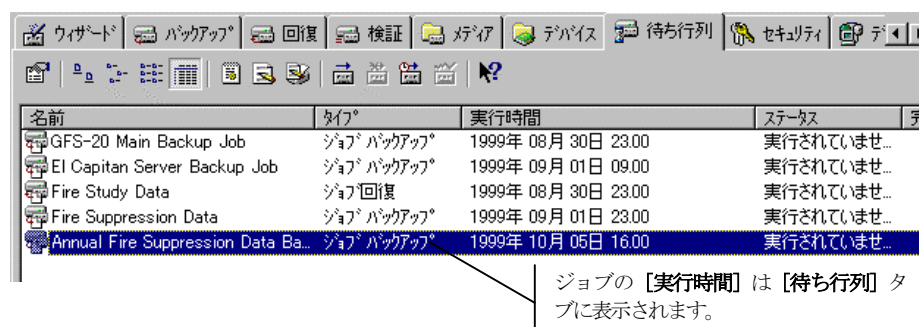 ウィザード バックアップ 回復 検証 メディア デバイス 待ち行列 セキュリティ デ
名前 タイプ 実行時間 ステータス
GFS-20 Main Backup Job ジョブ バックアップ 1999年 08月 30日 23.00 実行されていませ...
El Capitan Server Backup Job ジョブ バックアップ 1999年 09月 01日 09.00 実行されていませ...
Fire Study Data ジョブ回復 1999年 08月 30日 23.00 実行されていませ...
Fire Suppression Data ジョブ バックアップ 1999年 09月 01日 23.00 実行されていませ...
Annual Fire Suppression Data Ba... ジョブ バックアップ 1999年 10月 05日 16.00 実行されていませ...
ジョブの [実行時間] は [待ち行列] タ
ブに表示されます。